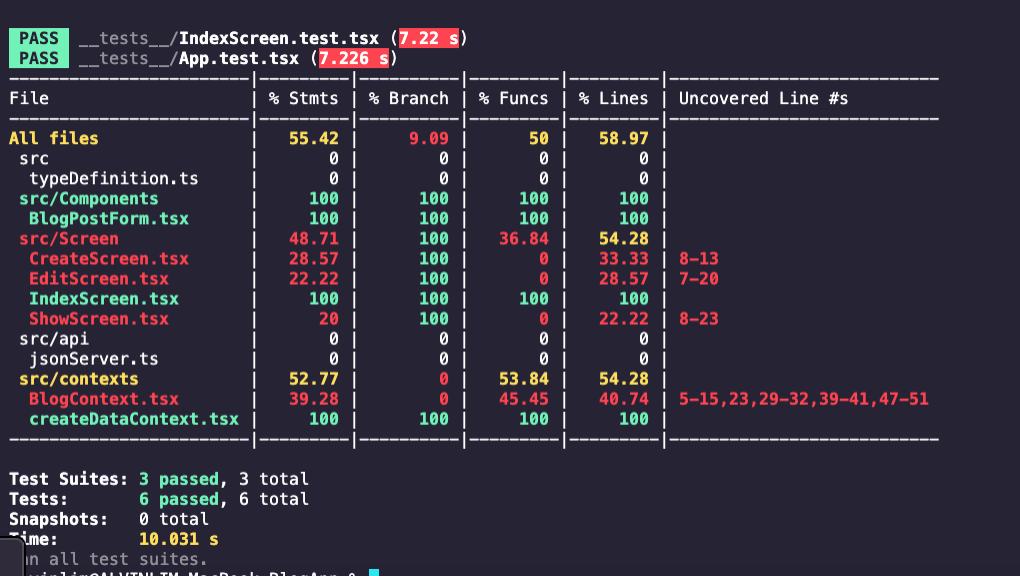 PASS __tests__/IndexScreen.test.tsx (7.22 s)
PASS __tests__/App.test.tsx (7.226 s)
File | % Stmts | % Branch | % Funcs | % Lines | Uncovered Line #s
All files | 55.42 | 9.09 | 50 | 58.97 |
src | 0 | 0 | 0 | 0 |
typeDefinition.ts | 0 | 0 | 0 | 0 |
src/Components | 100 | 100 | 100 | 100 |
BlogPostForm.tsx | 100 | 100 | 100 | 100 |
src/Screen | 48.71 | 100 | 36.84 | 54.28 |
CreateScreen.tsx | 28.57 | 100 | 0 | 33.33 | 8-13
EditScreen.tsx | 22.22 | 100 | 0 | 28.57 | 7-20
IndexScreen.tsx | 100 | 100 | 100 | 100 |
ShowScreen.tsx | 20 | 100 | 0 | 22.22 | 8-23
src/api | 0 | 0 | 0 | 0 |
jsonServer.ts | 0 | 0 | 0 | 0 |
src/contexts | 52.77 | 0 | 53.84 | 54.28 |
BlogContext.tsx | 39.28 | 0 | 45.45 | 40.74 | 5-15,23,29-32,39-41,47-51
createDataContext.tsx | 100 | 100 | 100 | 100 |
Test Suites: 3 passed, 3 total
Tests: 6 passed, 6 total
Snapshots: 0 total
Time: 10.031 s
an all test suites.